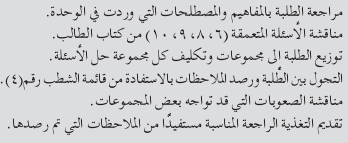 مراجعة الطلبة بالمفاهيم والمصطلحات التي وردت في الوحدة.
مناقشة الأسئلة المتعمقة (٦، ٨، ٩، ١٠) من كتاب الطالب.
توزيع الطلبة إلى مجموعات وتكليف كل مجموعة حل الأسئلة.
التجول بين الطلبة ورصد الملاحظات بالاستفادة من قائمة الشطب رقم(٤).
مناقشة الصعوبات التي قد تواجه بعض المجموعات.
تقديم التغذية الراجعة المناسبة مستفيدًا من الملاحظات التي تم رصدها.